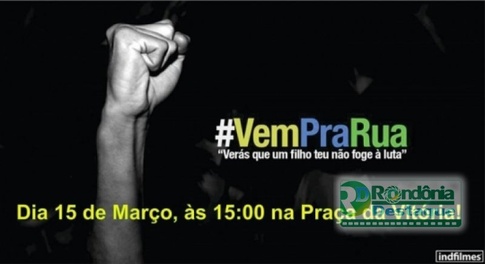 #VemPraRua
"Verás que um filho teu não foge à luta"
Rondônia
Dia 15 de Março, às 15:00 na Praça da Vitória!
indfilmes